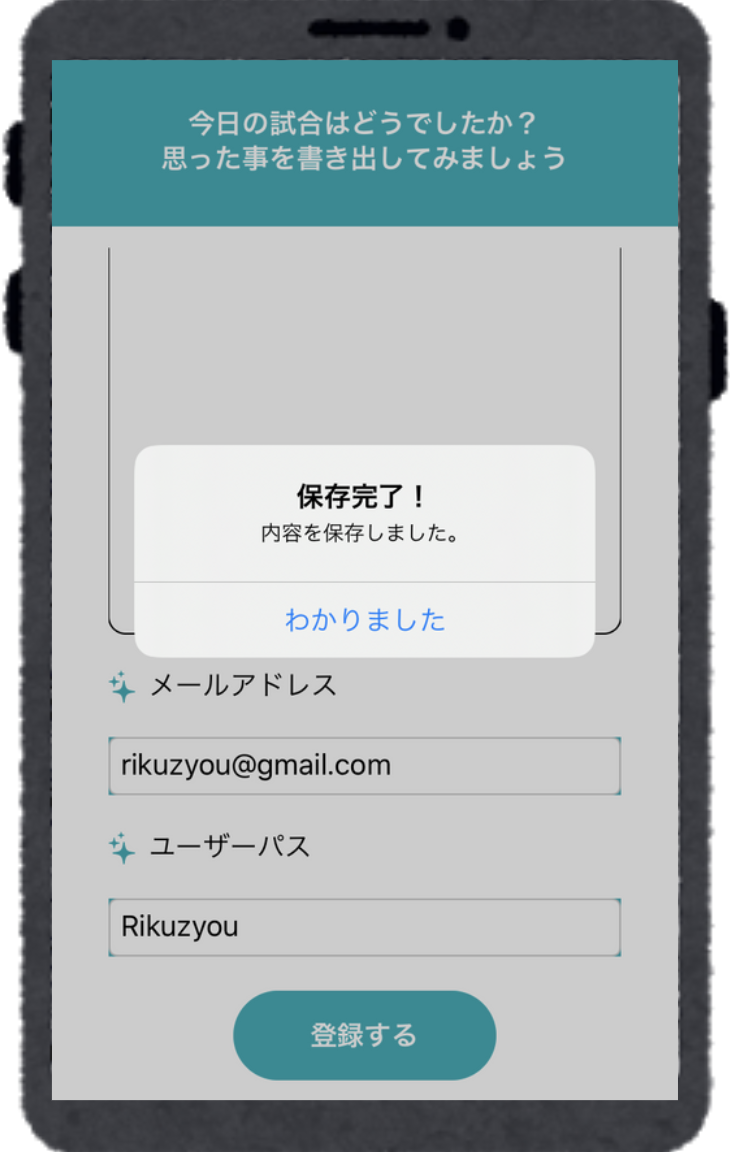 今日の試合はどうでしたか？
思った事を書き出してみましょう
保存完了！
内容を保存しました。
わかりました
メールアドレス
rikuzyou@gmail.com
ユーザーパス
Rikuzyou
登録する